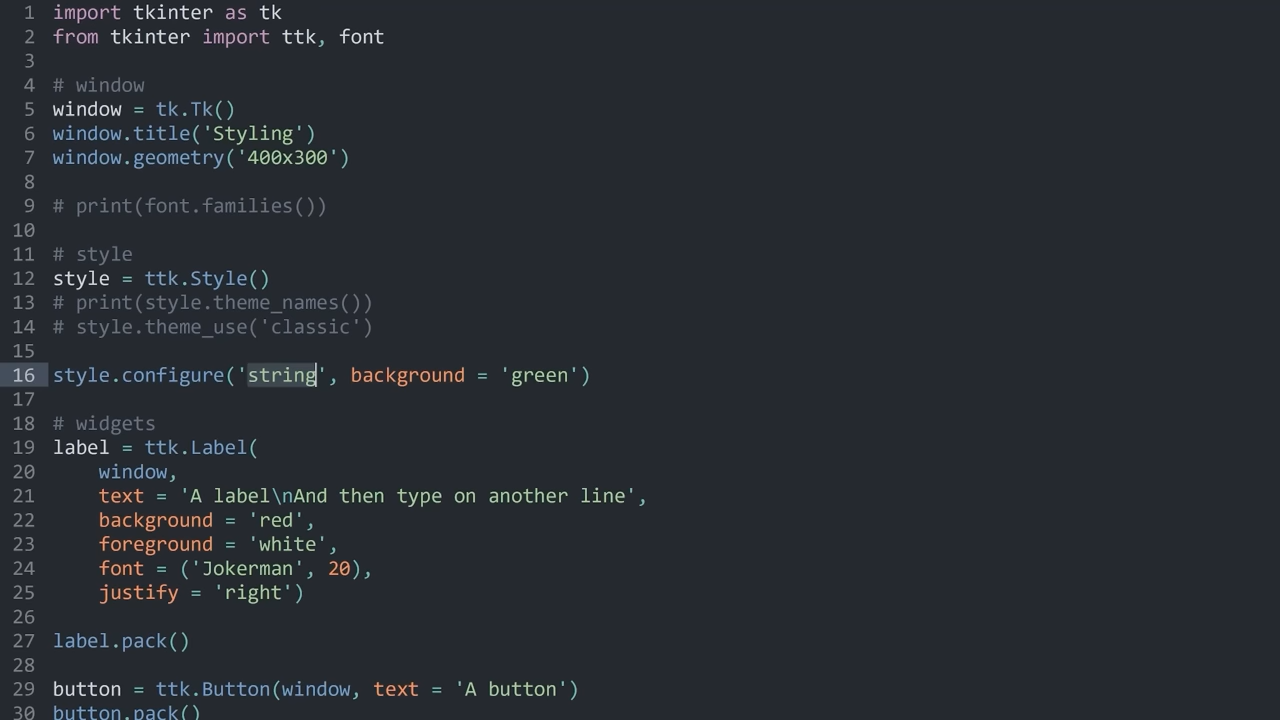 1 import tkinter as tk
2 from tkinter import ttk, font
3
4 # window
5 window = tk.Tk()
6 window.title('Styling')
7 window.geometry('400x300')
8
9 # print(font.families())
10
11 # style
12 style = ttk.Style()
13 # print(style.theme_names())
14 # style.theme_use('classic')
15
16 style.configure('string', background = 'green')
17
18 # widgets
19 label = ttk.Label(
20     window,
21     text = 'A label\nAnd then type on another line',
22     background = 'red',
23     foreground = 'white',
24     font = ('Jokerman', 20),
25     justify = 'right')
26
27 label.pack()
28
29 button = ttk.Button(window, text = 'A button')
30 button.pack()